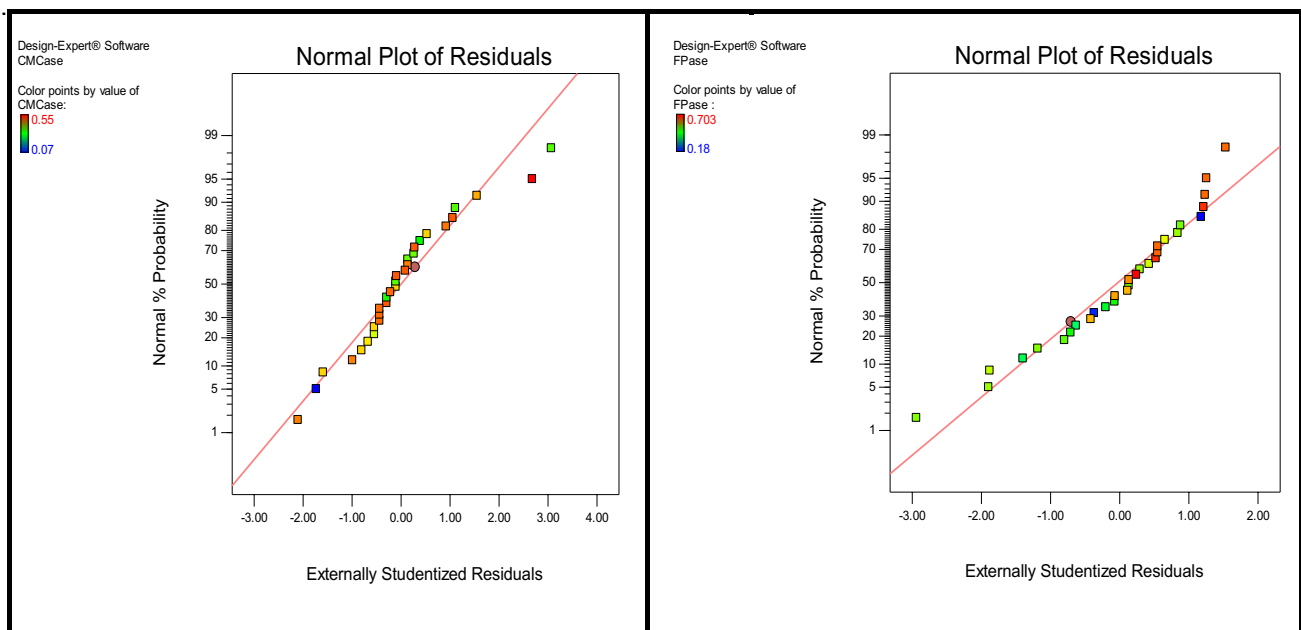 Design-Expert® Software
CMCase
Color points by value of
CMCase:
0.55
0.07
Normal Plot of Residuals
Normal % Probability
99
95
90
80
70
50
30
20
10
5
1
-3.00 -2.00 -1.00 0.00 1.00 2.00 3.00 4.00
Externally Studentized Residuals
Design-Expert® Software
FPase
Color points by value of
FPase :
0.703
0.18
Normal Plot of Residuals
Normal % Probability
99
95
90
80
70
50
30
20
10
5
1
-3.00 -2.00 -1.00 0.00 1.00 2.00
Externally Studentized Residuals